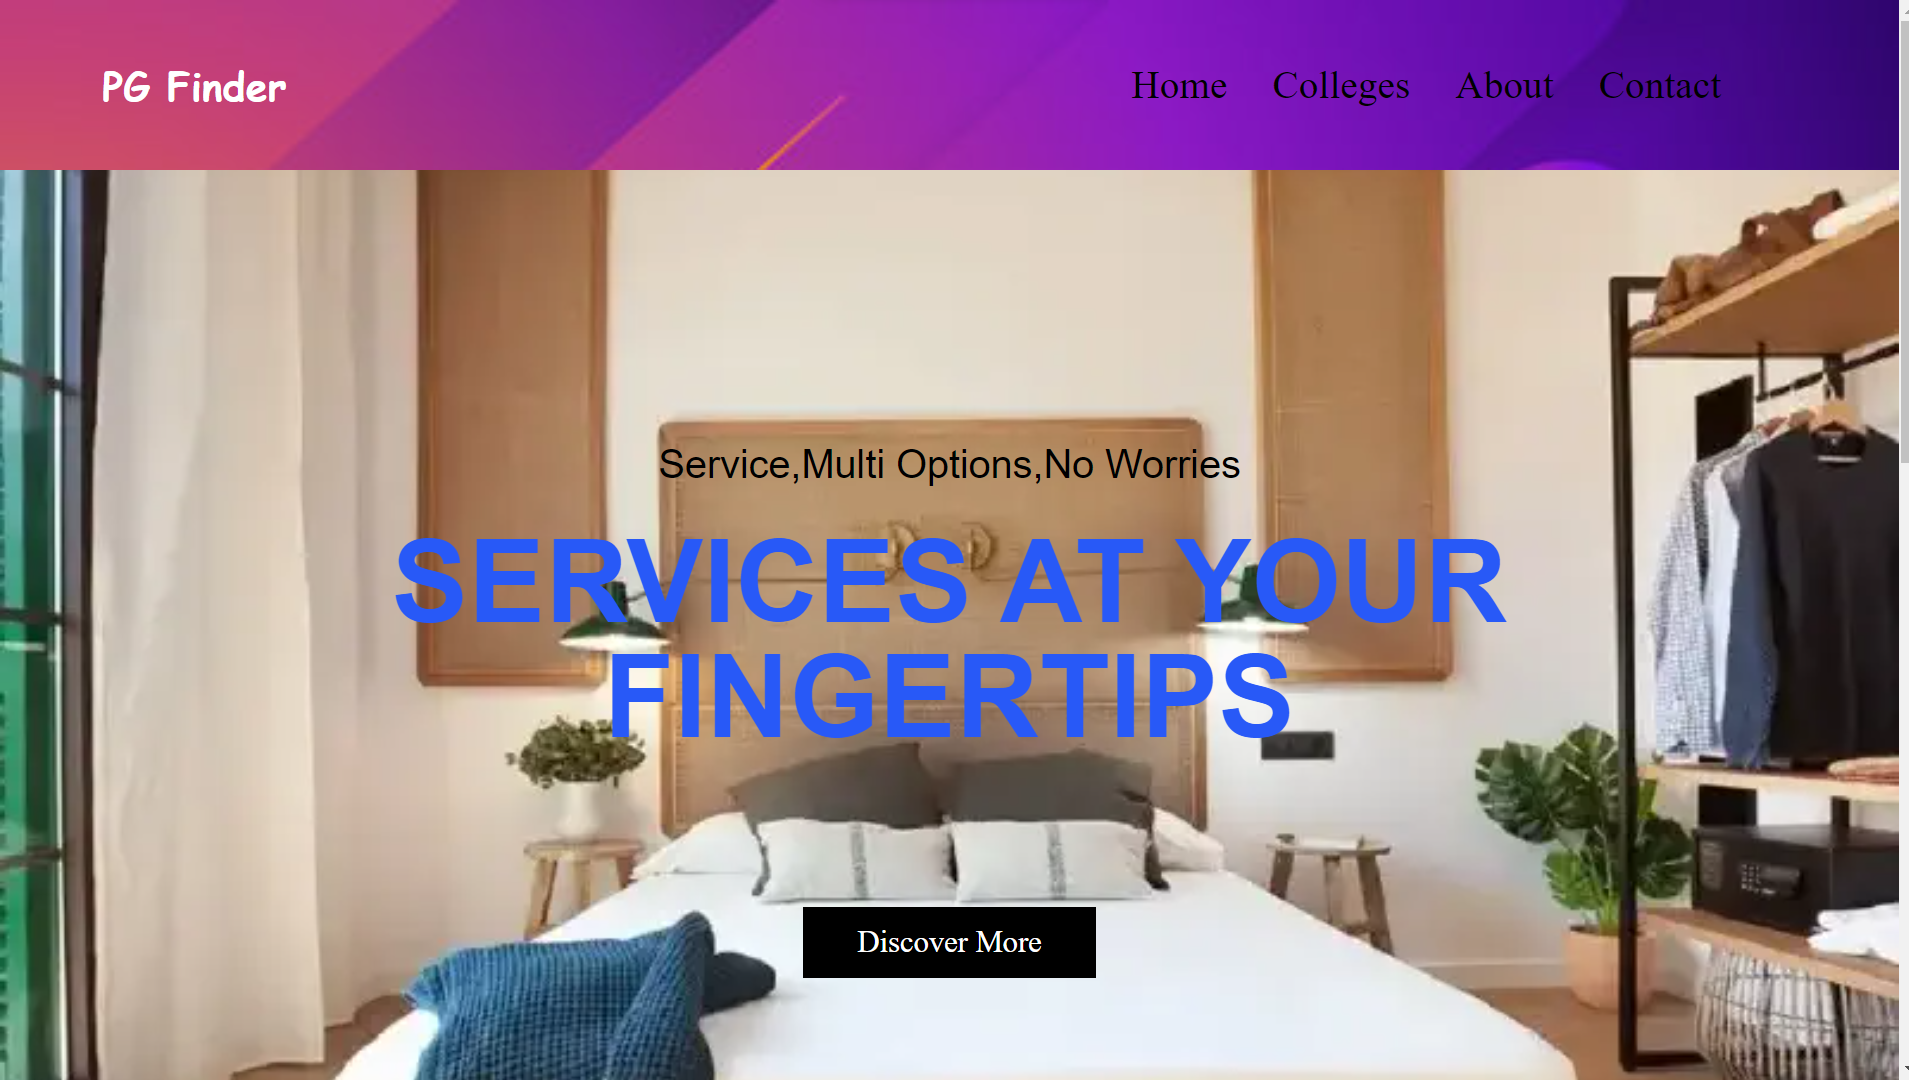 PG Finder
Home Colleges About Contact
Service,Multi Options,No Worries
SERVICES AT YOUR
FINGERTIPS
Discover More